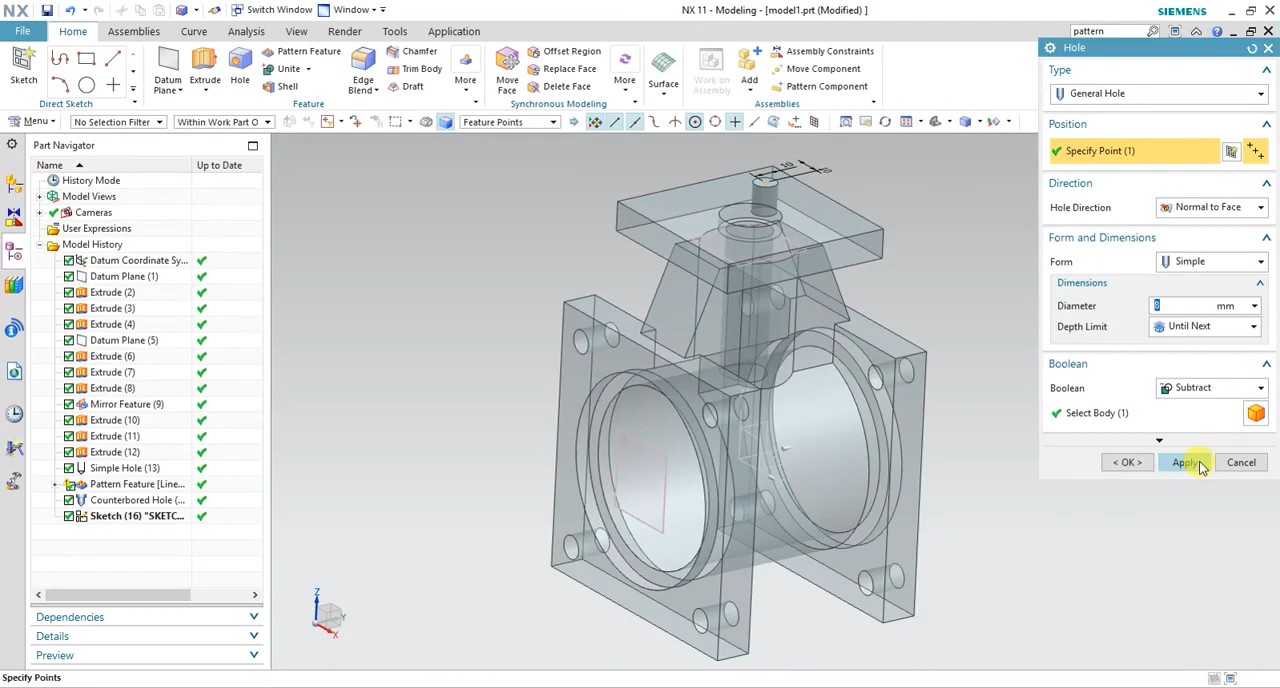 NX
Switch Window
Window
NX 11 - Modeling - [model1.prt (Modified) ]
SIEMENS
File
Home
Assemblies
Curve
Analysis
View
Render
Tools
Application
pattern
Sketch
Direct Sketch
Datum Plane
Extrude
Hole
Pattern Feature
Unite
Shell
Edge Blend
Chamfer
Trim Body
Draft
More
Feature
Move Face
Offset Region
Replace Face
Delete Face
More
Synchronous Modeling
Surface
Work on Assembly
Add
Assembly Constraints
Move Component
Pattern Component
Assemblies
Menu
No Selection Filter
Within Work Part O
Feature Points
Part Navigator
Name
Up to Date
History Mode
Model Views
Cameras
User Expressions
Model History
Datum Coordinate Sy...
Datum Plane (1)
Extrude (2)
Extrude (3)
Extrude (4)
Datum Plane (5)
Extrude (6)
Extrude (7)
Extrude (8)
Mirror Feature (9)
Extrude (10)
Extrude (11)
Extrude (12)
Simple Hole (13)
Pattern Feature [Line...
Counterbored Hole (...
Sketch (16) "SKETC...
Dependencies
Details
Preview
Specify Points
10
Z
Y
X
Hole
Type
General Hole
Position
Specify Point (1)
Direction
Hole Direction
Normal to Face
Form and Dimensions
Form
Simple
Dimensions
Diameter
8
mm
Depth Limit
Until Next
Boolean
Boolean
Subtract
Select Body (1)
< OK >
Apply
Cancel